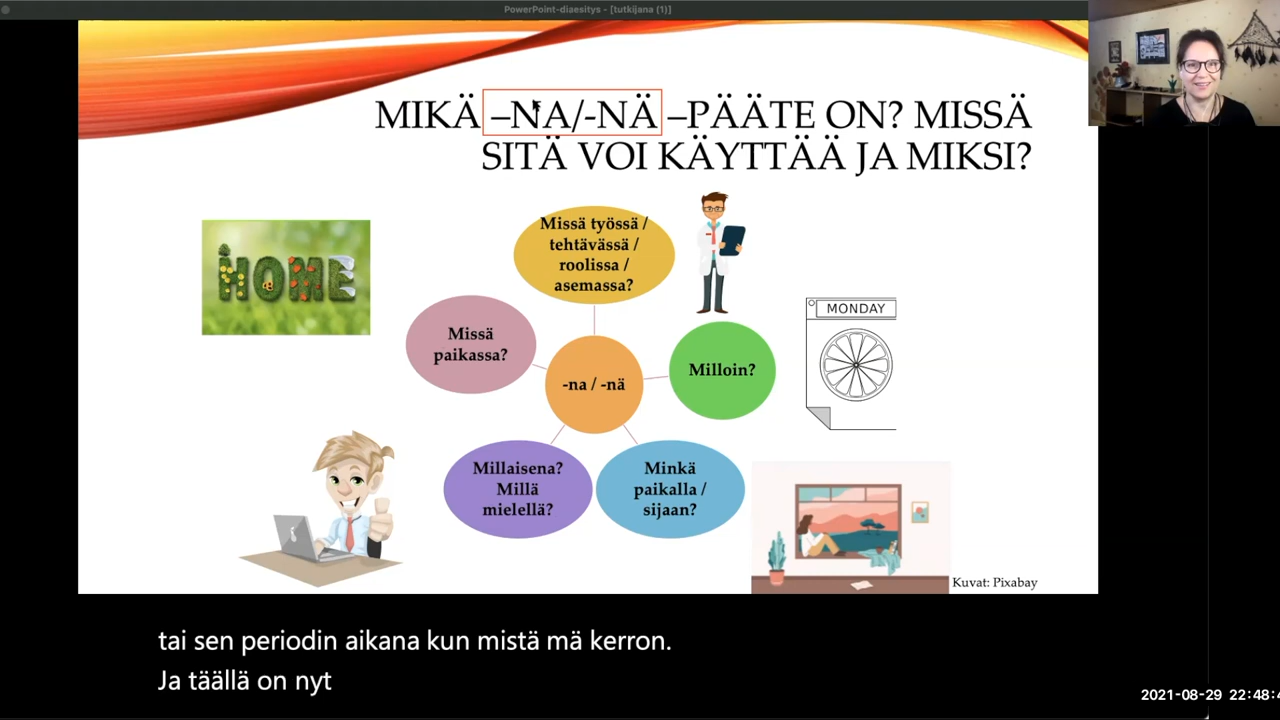 PowerPoint-diaesitys - [tutkijana (1)]
MIKÄ –NA/-NÄ –PÄÄTE ON? MISSÄ
SITÄ VOI KÄYTTÄÄ JA MIKSI?
HOME
Missä työssä /
tehtävässä /
roolissa /
asemassa?
Missä
paikassa?
-na / -nä
Milloin?
MONDAY
Millaisena?
Millä
mielellä?
Minkä
paikalla /
sijaan?
Kuvat: Pixabay
tai sen periodin aikana kun mistä mä kerron.
Ja täällä on nyt
2021-08-29 22:48:4